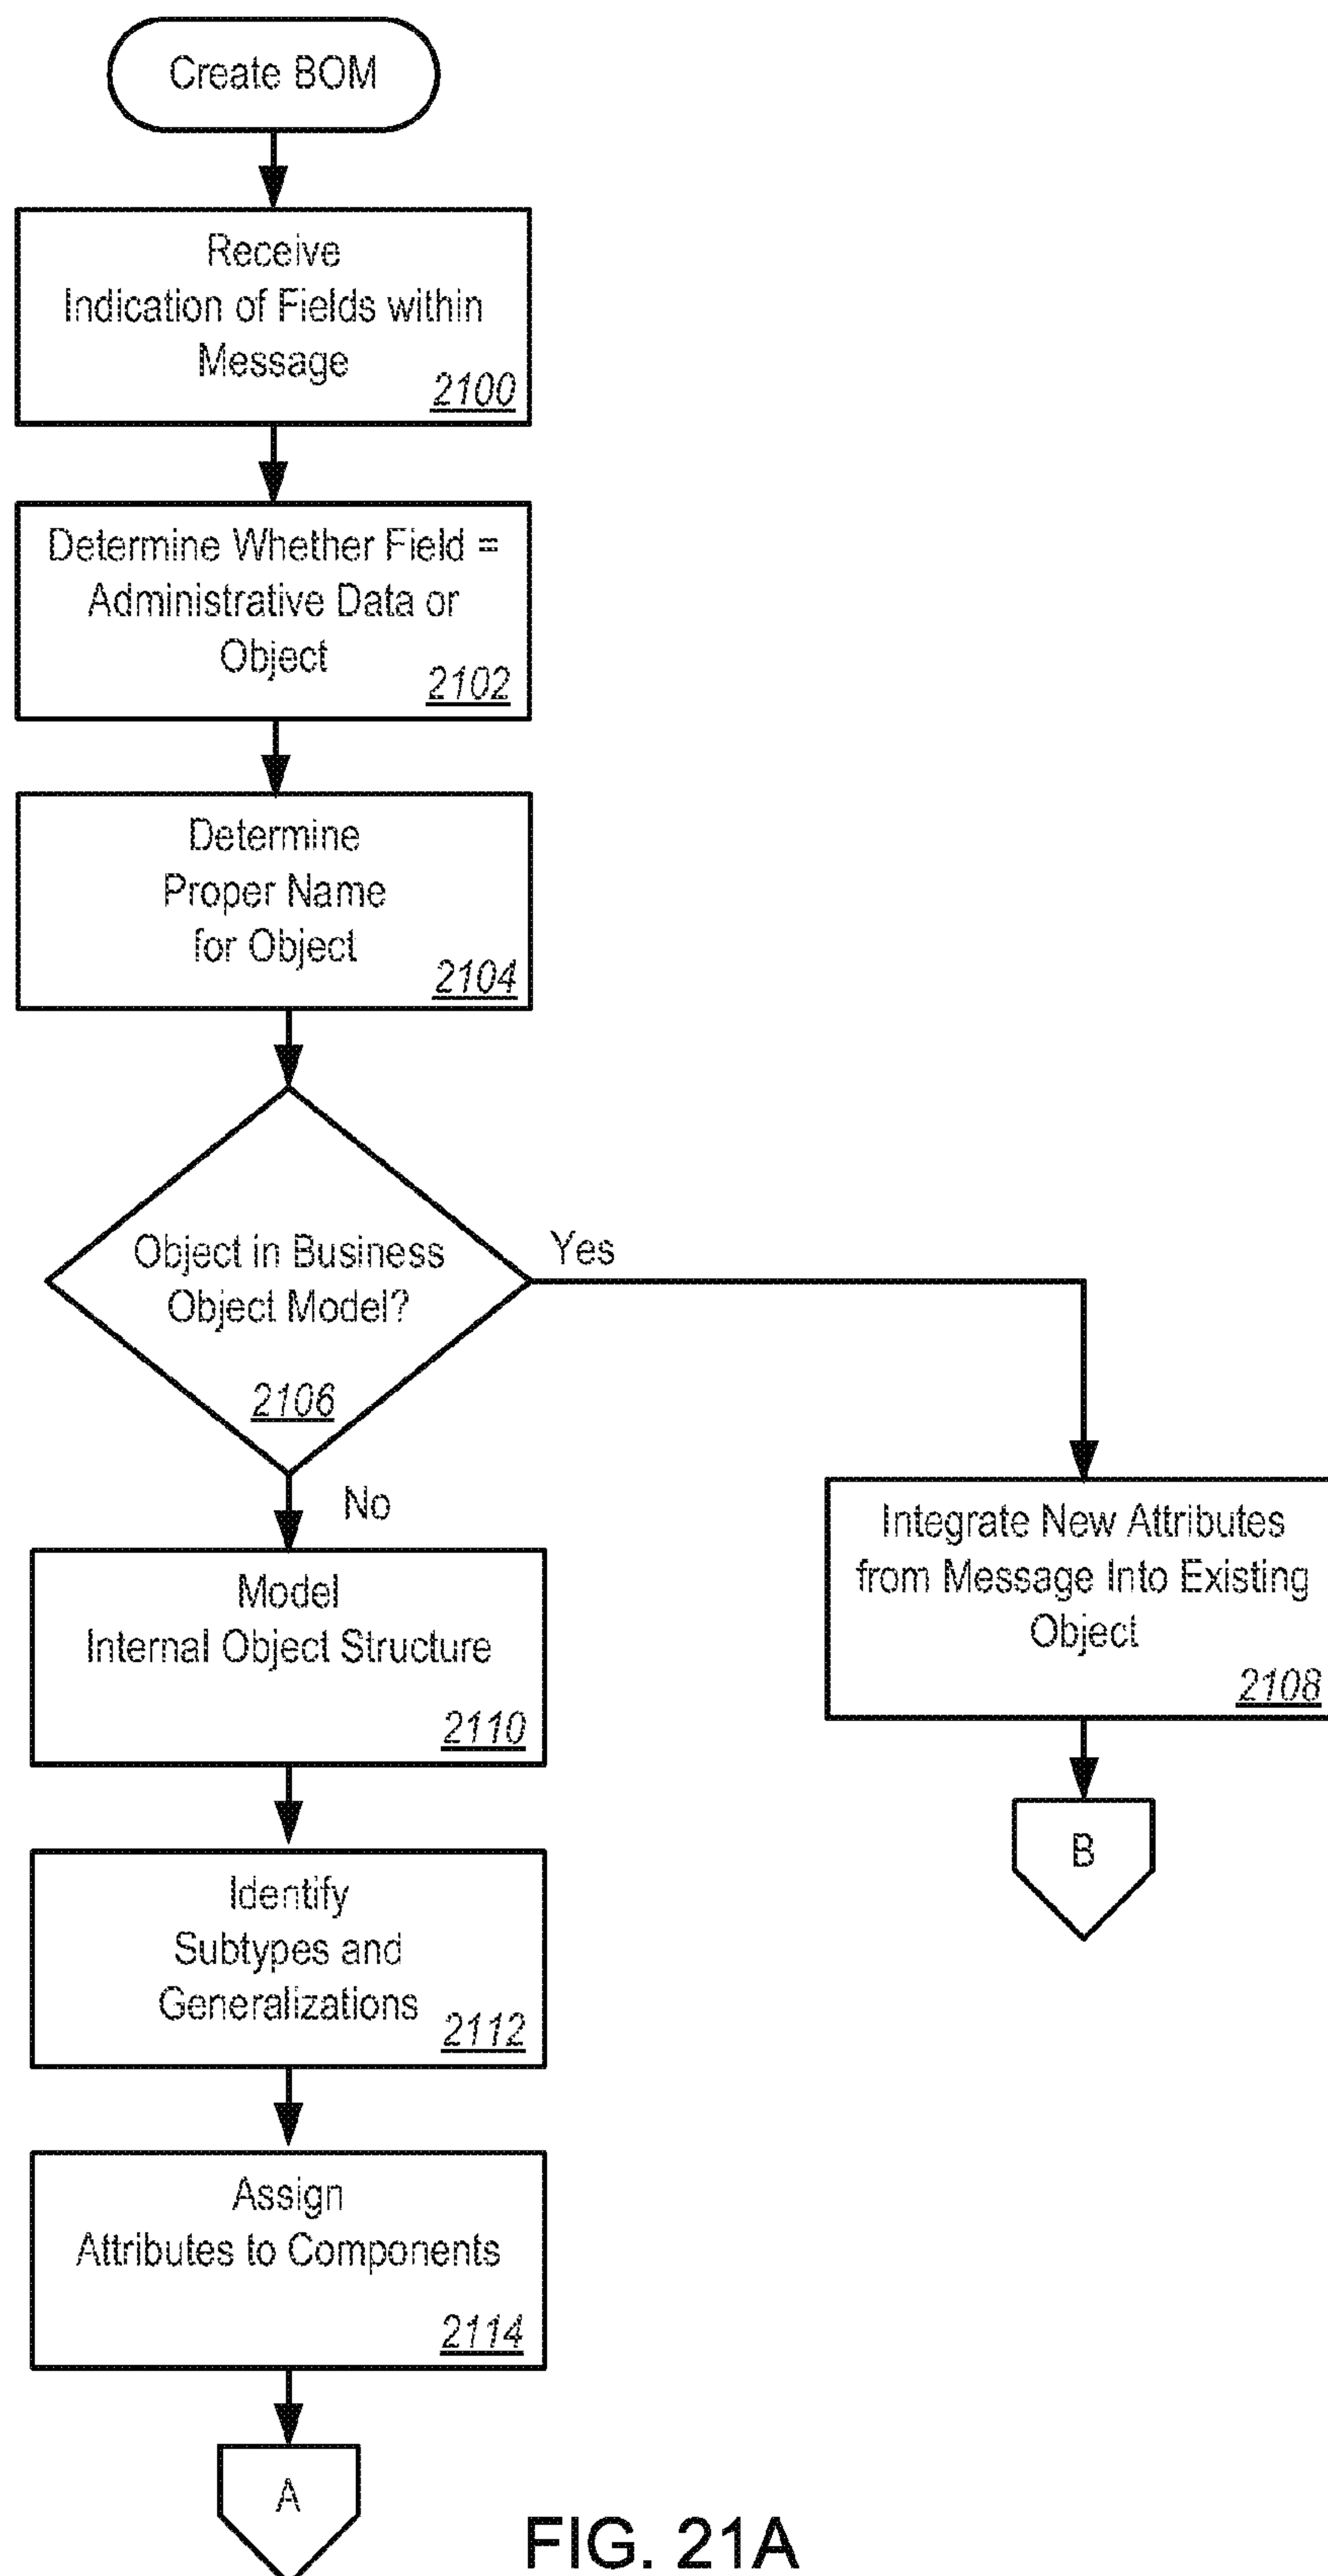 Create BOM
Receive
Indication of Fields within
Message
2100
Determine Whether Field =
Administrative Data or
Object
2102
Determine
Proper Name
for Object
2104
Object in Business
Object Model?
2106
Yes
No
Integrate New Attributes
from Message Into Existing
Object
2108
B
Model
Internal Object Structure
2110
Identify
Subtypes and
Generalizations
2112
Assign
Attributes to Components
2114
A
FIG. 21A